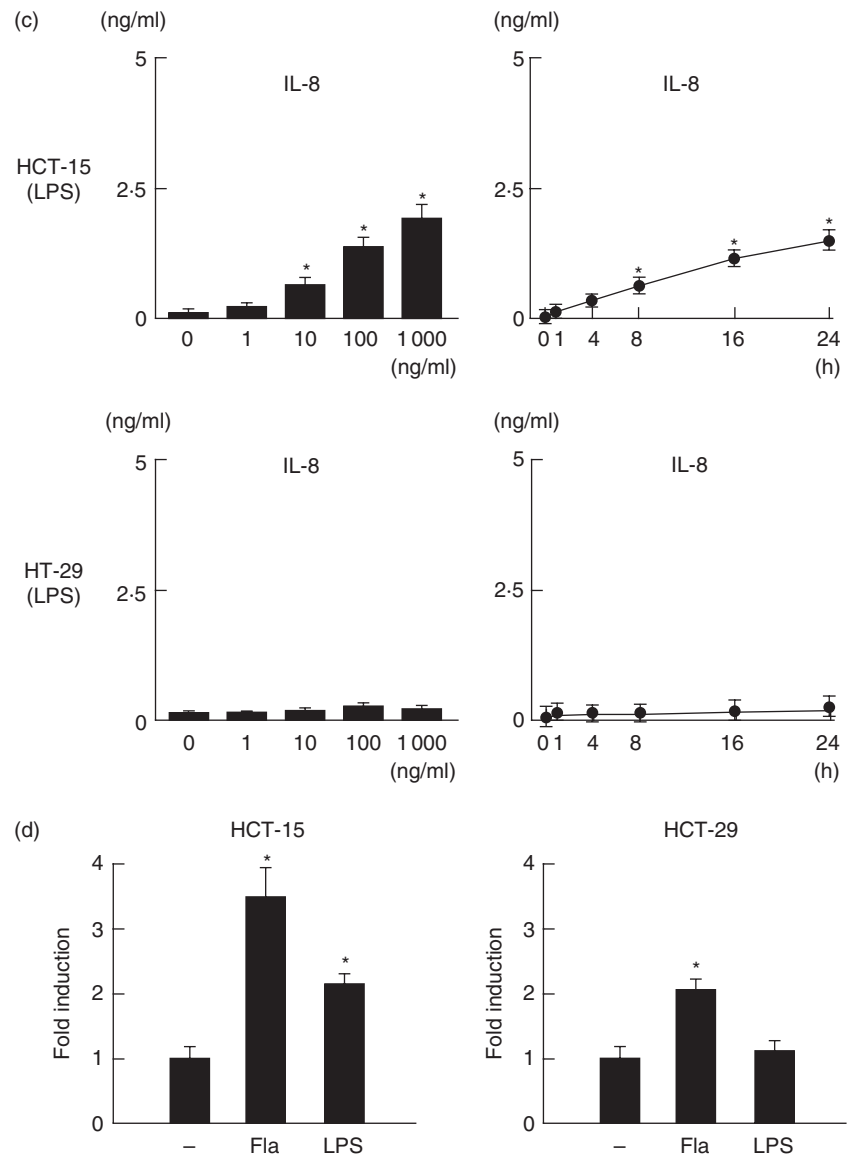 (c)
(ng/ml)
5
IL-8
HCT-15
(LPS)
2·5
*
*
*
0
0 1 10 100 1 000
(ng/ml)
(ng/ml)
5
IL-8
2·5
*
*
*
0
0 1 4 8 16 24
(h)
(ng/ml)
5
IL-8
HT-29
(LPS)
2·5
0
0 1 10 100 1 000
(ng/ml)
(ng/ml)
5
IL-8
2·5
0
0 1 4 8 16 24
(h)
(d)
HCT-15
Fold induction
4
3
2
1
0
*
*
– Fla LPS
HCT-29
Fold induction
4
3
2
1
0
*
– Fla LPS